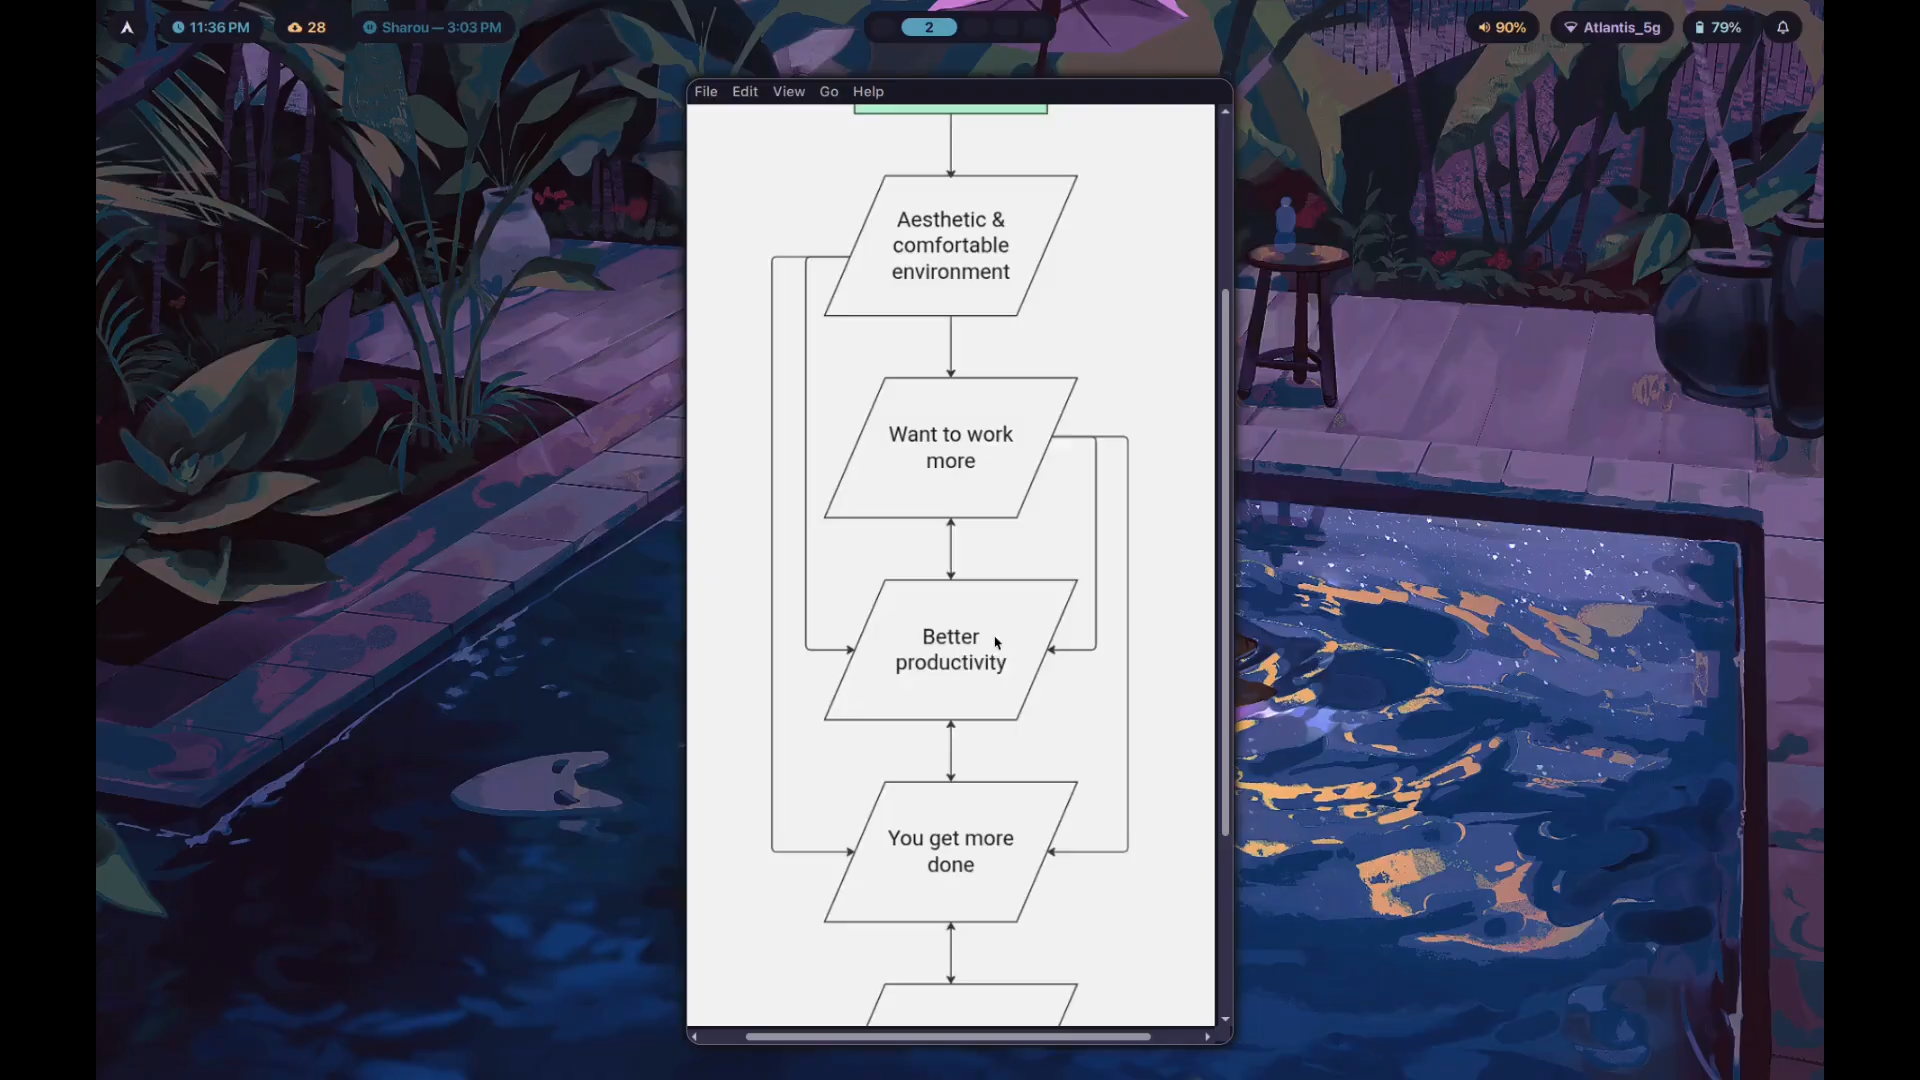 11:36 PM
28
Sharou — 3:03 PM
2
90%
Atlantis_5g
79%
File Edit View Go Help
Aesthetic &
comfortable
environment
Want to work
more
Better
productivity
You get more
done